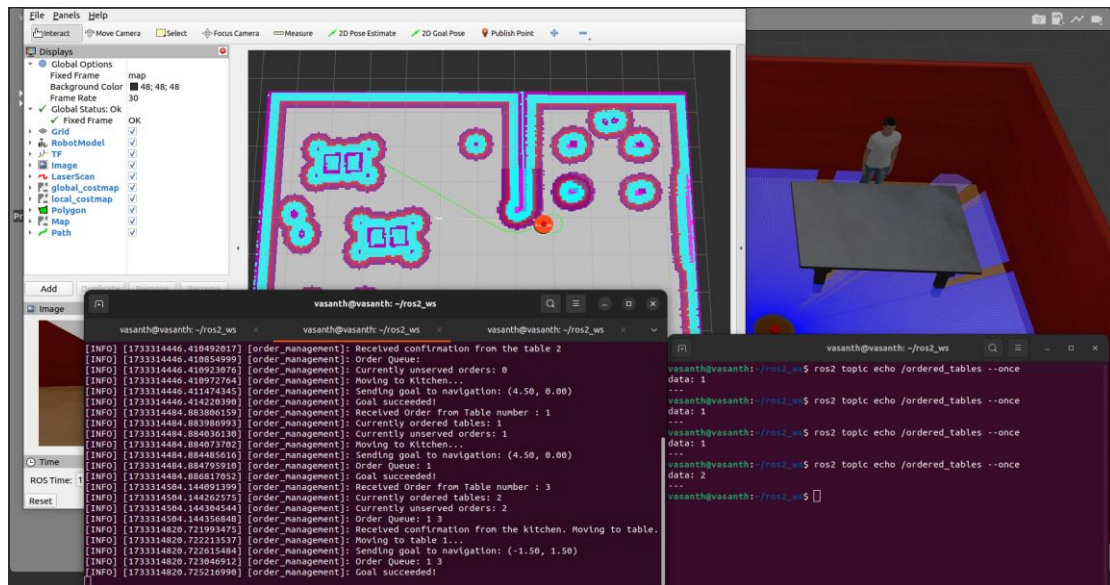 File Panels Help
Interact Move Camera Select Focus Camera Measure 2D Pose Estimate 2D Goal Pose Publish Point
Displays
Global Options
Fixed Frame map
Background Color 48; 48; 48
Frame Rate 30
Global Status: Ok
Fixed Frame OK
Grid
RobotModel
TF
Image
LaserScan
global_costmap
local_costmap
Polygon
Map
Path
Add Duplicate Remove Rename
Image
Time
ROS Time: 1
Reset
Pr
vasanth@vasanth: ~/ros2_ws
vasanth@vasanth: ~/ros2_ws vasanth@vasanth: ~/ros2_ws vasanth@vasanth: ~/ros2_ws
[INFO] [1733314446.410492017] [order_management]: Received confirmation from the table 2
[INFO] [1733314446.410854999] [order_management]: Order Queue:
[INFO] [1733314446.410923076] [order_management]: Currently unserved orders: 0
[INFO] [1733314446.410972764] [order_management]: Moving to Kitchen...
[INFO] [1733314446.411474345] [order_management]: Sending goal to navigation: (4.50, 0.00)
[INFO] [1733314446.414220390] [order_management]: Goal succeeded!
[INFO] [1733314484.883806159] [order_management]: Received Order from Table number : 1
[INFO] [1733314484.883986993] [order_management]: Currently ordered tables: 1
[INFO] [1733314484.884036130] [order_management]: Currently unserved orders: 1
[INFO] [1733314484.884073702] [order_management]: Moving to Kitchen...
[INFO] [1733314484.884485616] [order_management]: Sending goal to navigation: (4.50, 0.00)
[INFO] [1733314484.884795910] [order_management]: Order Queue: 1
[INFO] [1733314484.886817052] [order_management]: Goal succeeded!
[INFO] [1733314504.144091399] [order_management]: Received Order from Table number : 3
[INFO] [1733314504.144262575] [order_management]: Currently ordered tables: 2
[INFO] [1733314504.144304544] [order_management]: Currently unserved orders: 2
[INFO] [1733314504.144356848] [order_management]: Order Queue: 1 3
[INFO] [1733314820.721993475] [order_management]: Received confirmation from the kitchen. Moving to table.
[INFO] [1733314820.722213537] [order_management]: Moving to table 1...
[INFO] [1733314820.722615484] [order_management]: Sending goal to navigation: (-1.50, 1.50)
[INFO] [1733314820.723046912] [order_management]: Order Queue: 1 3
[INFO] [1733314820.725216990] [order_management]: Goal succeeded!
vasanth@vasanth: ~/ros2_ws
vasanth@vasanth:~/ros2_ws$ ros2 topic echo /ordered_tables --once
data: 1
---
vasanth@vasanth:~/ros2_ws$ ros2 topic echo /ordered_tables --once
data: 1
---
vasanth@vasanth:~/ros2_ws$ ros2 topic echo /ordered_tables --once
data: 1
---
vasanth@vasanth:~/ros2_ws$ ros2 topic echo /ordered_tables --once
data: 2
---
vasanth@vasanth:~/ros2_ws$